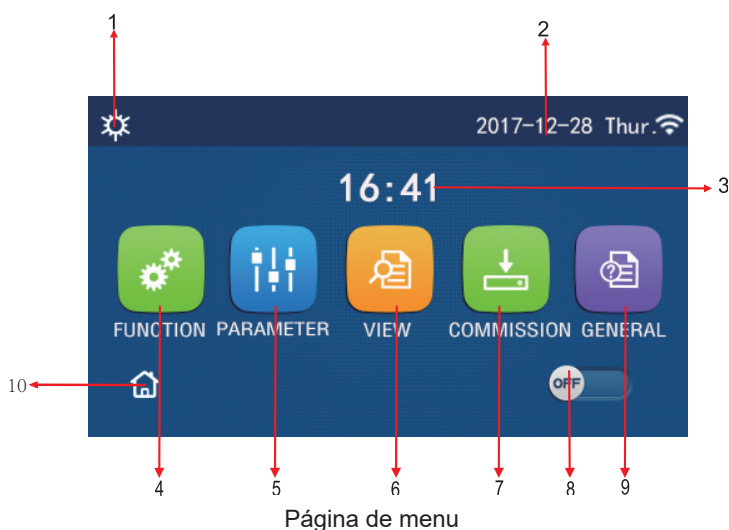 1
2
2017-12-28 Thur.
16:41
3
FUNCTION PARAMETER VIEW COMMISSION GENERAL
10
OFF
4 5 6 7 8 9
Página de menu